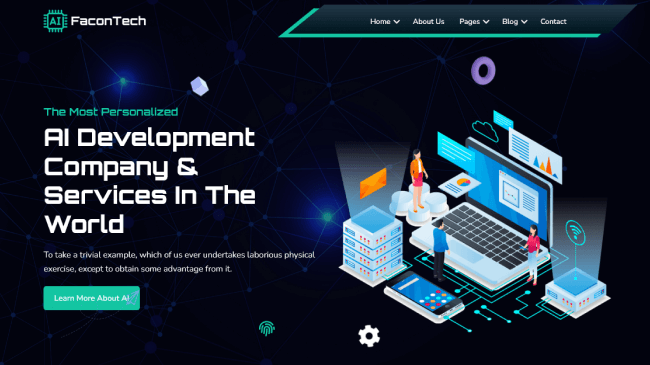 AI FaconTech
Home About Us Pages Blog Contact
The Most Personalized
AI Development
Company &
Services In The
World
To take a trivial example, which of us ever undertakes laborious physical
exercise, except to obtain some advantage from it.
Learn More About AI